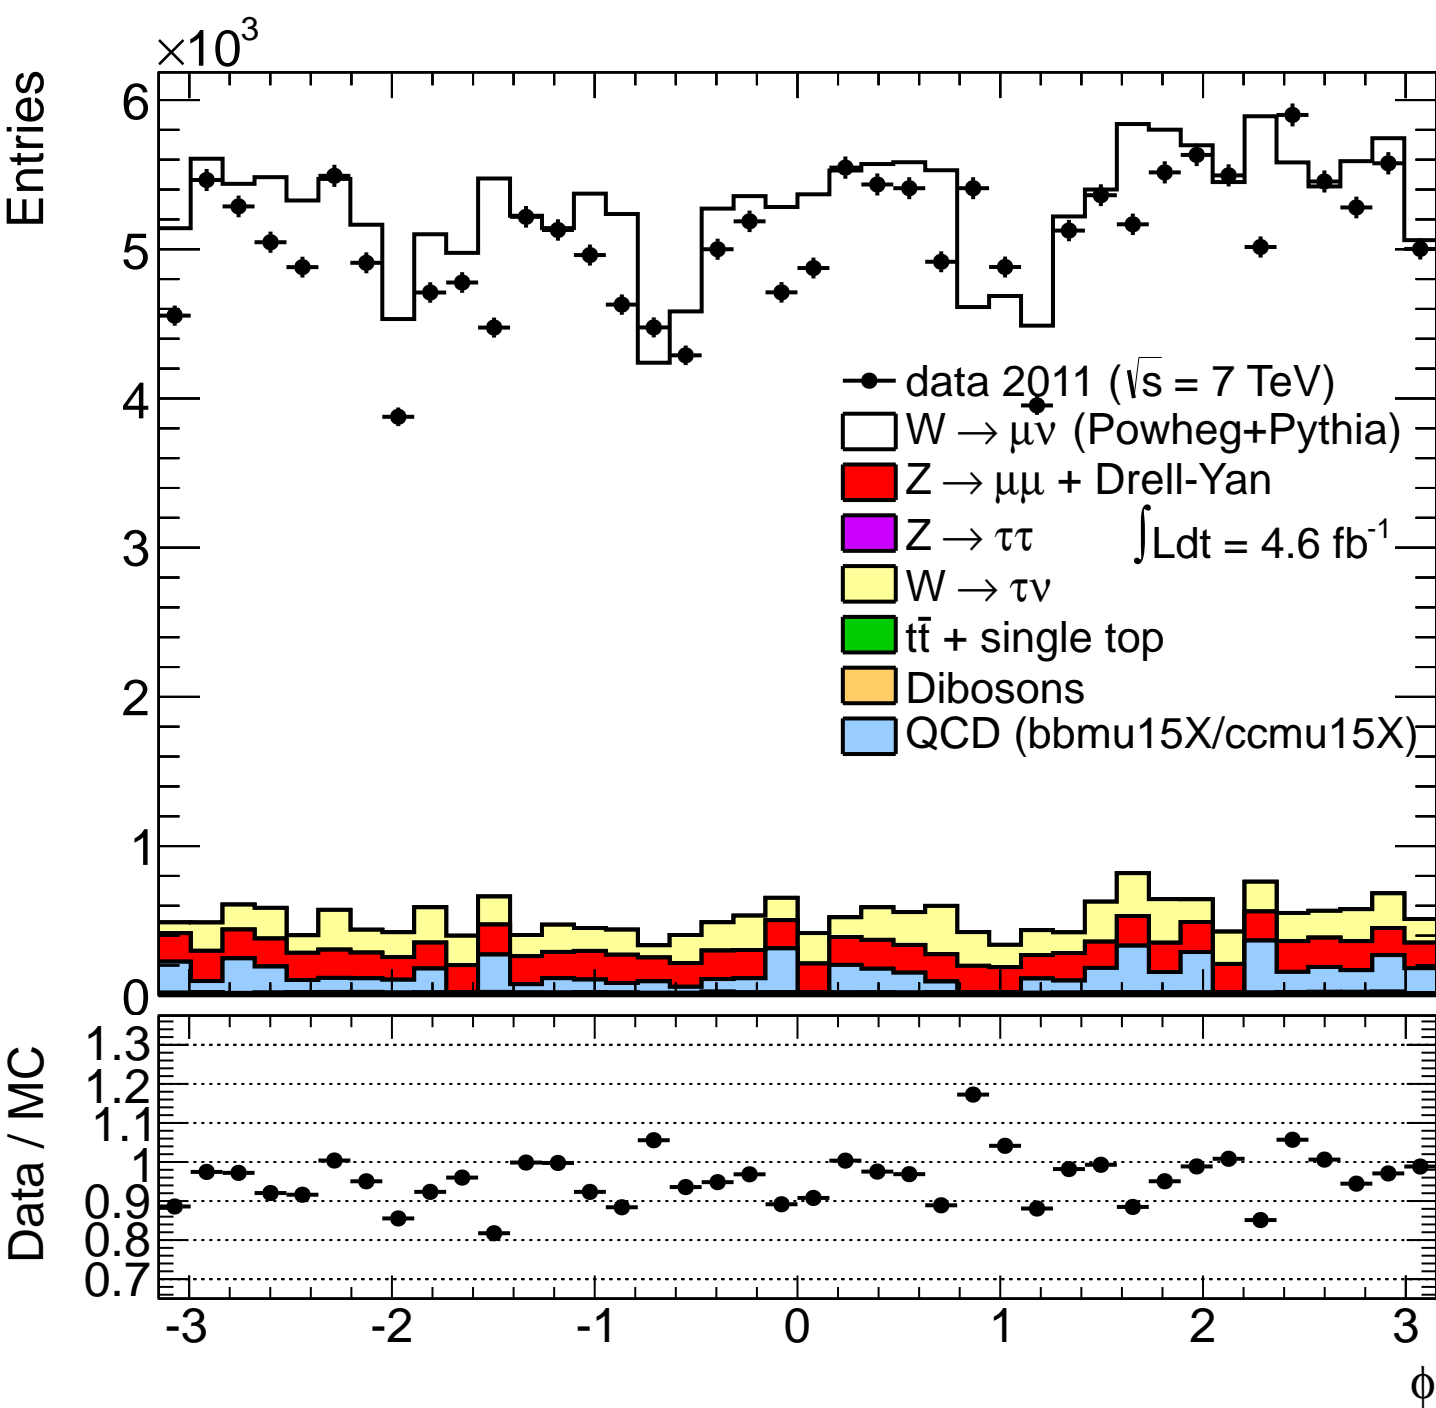 ×10³
Entries
6
5
4
3
2
1
0
data 2011 (√s = 7 TeV)
W → μν̄ (Powheg+Pythia)
Z → μμ + Drell-Yan
Z → ττ
∫Ldt = 4.6 fb⁻¹
W → τν
tt̄ + single top
Dibosons
QCD (bbmu15X/ccmu15X)
Data / MC
1.3
1.2
1.1
1
0.9
0.8
0.7
-3 -2 -1 0 1 2 3
ϕ